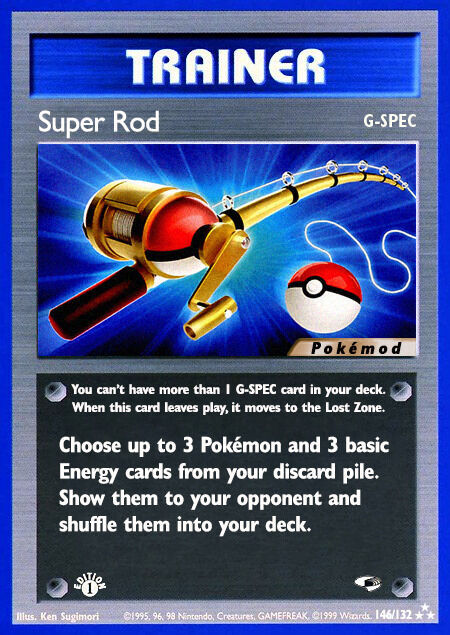 TRAINER
Super Rod
G-SPEC
Pokémod
You can't have more than 1 G-SPEC card in your deck.
When this card leaves play, it moves to the Lost Zone.
Choose up to 3 Pokémon and 3 basic
Energy cards from your discard pile.
Show them to your opponent and
shuffle them into your deck.
EDITION
1
Illus. Ken Sugimori ©1995, 96, 98 Nintendo, Creatures, GAMEFREAK. ©1999 Wizards. 146/132